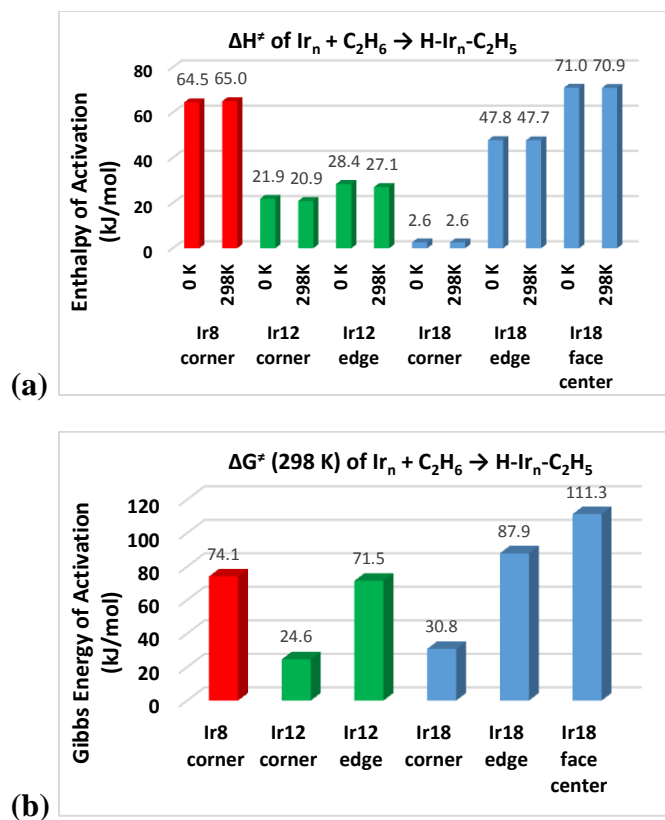 ΔH≠ of Irn + C2H6 → H-Irn-C2H5
Enthalpy of Activation
(kJ/mol)
80
60
40
20
0
64.5 65.0 21.9 20.9 28.4 27.1 2.6 2.6 47.8 47.7 71.0 70.9
0 K 298K 0 K 298K 0 K 298K 0 K 298K 0 K 298K 0 K 298K
Ir8 Ir12 Ir12 Ir18 Ir18 Ir18
corner corner edge corner edge face
center
(a)
ΔG≠ (298 K) of Irn + C2H6 → H-Irn-C2H5
Gibbs Energy of Activation
(kJ/mol)
120
100
80
60
40
20
0
74.1 24.6 71.5 30.8 87.9 111.3
Ir8 Ir12 Ir12 Ir18 Ir18 Ir18
corner corner edge corner edge face
center
(b)